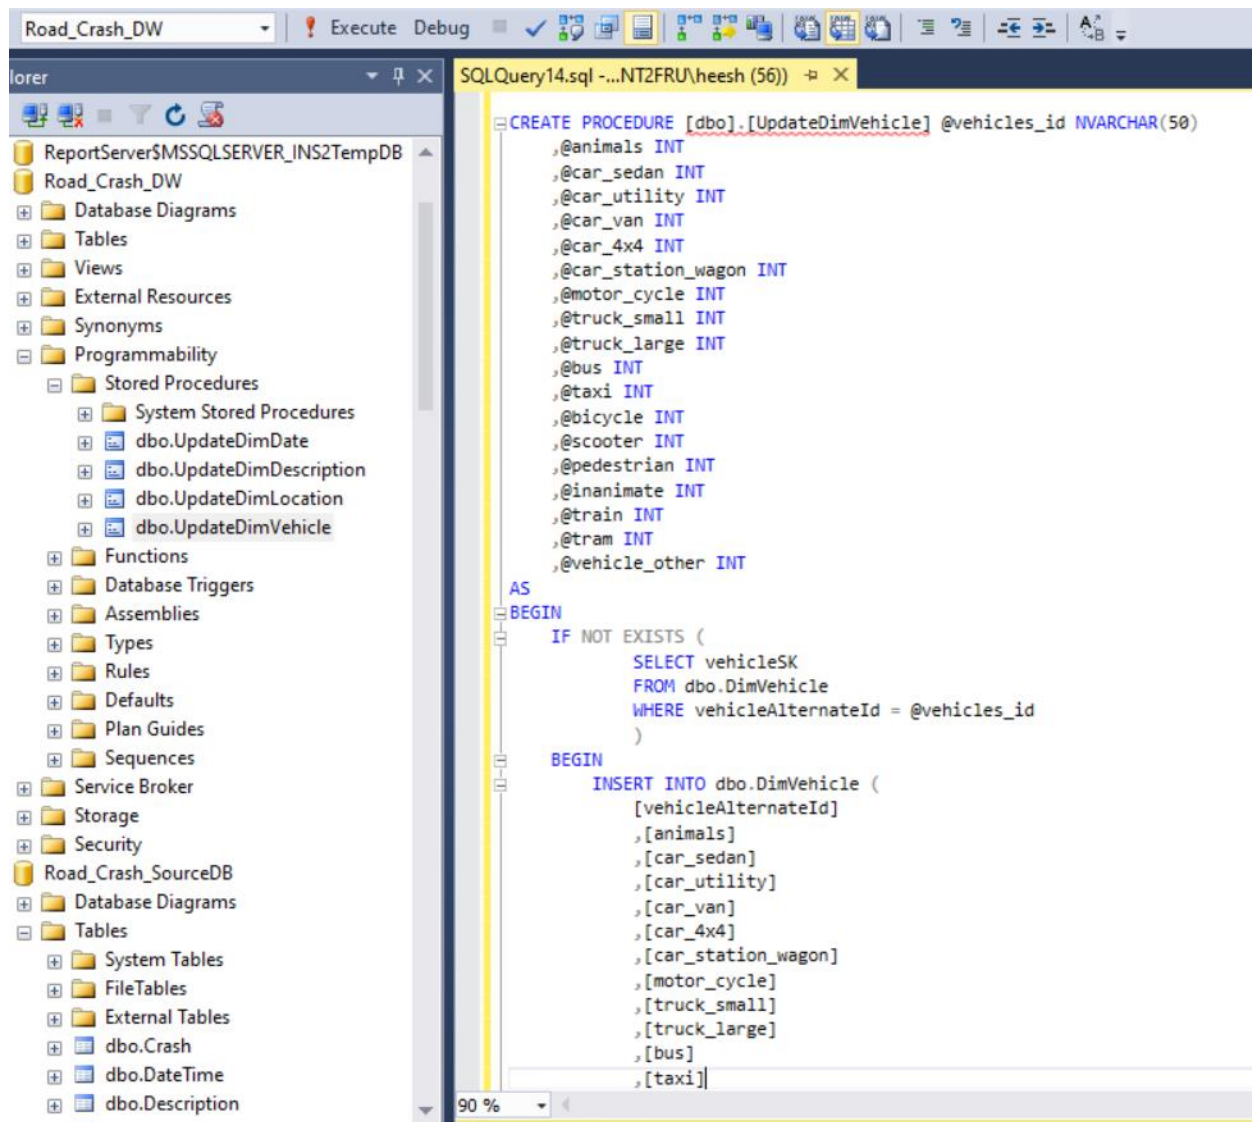 Road_Crash_DW
Execute Debug
lorer
SQLQuery14.sql -...NT2FRU\heesh (56))
ReportServer$MSSQLSERVER_INS2TempDB
Road_Crash_DW
Database Diagrams
Tables
Views
External Resources
Synonyms
Programmability
Stored Procedures
System Stored Procedures
dbo.UpdateDimDate
dbo.UpdateDimDescription
dbo.UpdateDimLocation
dbo.UpdateDimVehicle
Functions
Database Triggers
Assemblies
Types
Rules
Defaults
Plan Guides
Sequences
Service Broker
Storage
Security
Road_Crash_SourceDB
Database Diagrams
Tables
System Tables
FileTables
External Tables
dbo.Crash
dbo.DateTime
dbo.Description
CREATE PROCEDURE [dbo].[UpdateDimVehicle] @vehicles_id NVARCHAR(50)
,@animals INT
,@car_sedan INT
,@car_utility INT
,@car_van INT
,@car_4x4 INT
,@car_station_wagon INT
,@motor_cycle INT
,@truck_small INT
,@truck_large INT
,@bus INT
,@taxi INT
,@bicycle INT
,@scooter INT
,@pedestrian INT
,@inanimate INT
,@train INT
,@tram INT
,@vehicle_other INT
AS
BEGIN
IF NOT EXISTS (
SELECT vehicleSK
FROM dbo.DimVehicle
WHERE vehicleAlternateId = @vehicles_id
)
BEGIN
INSERT INTO dbo.DimVehicle (
[vehicleAlternateId]
,[animals]
,[car_sedan]
,[car_utility]
,[car_van]
,[car_4x4]
,[car_station_wagon]
,[motor_cycle]
,[truck_small]
,[truck_large]
,[bus]
,[taxi]
90 %